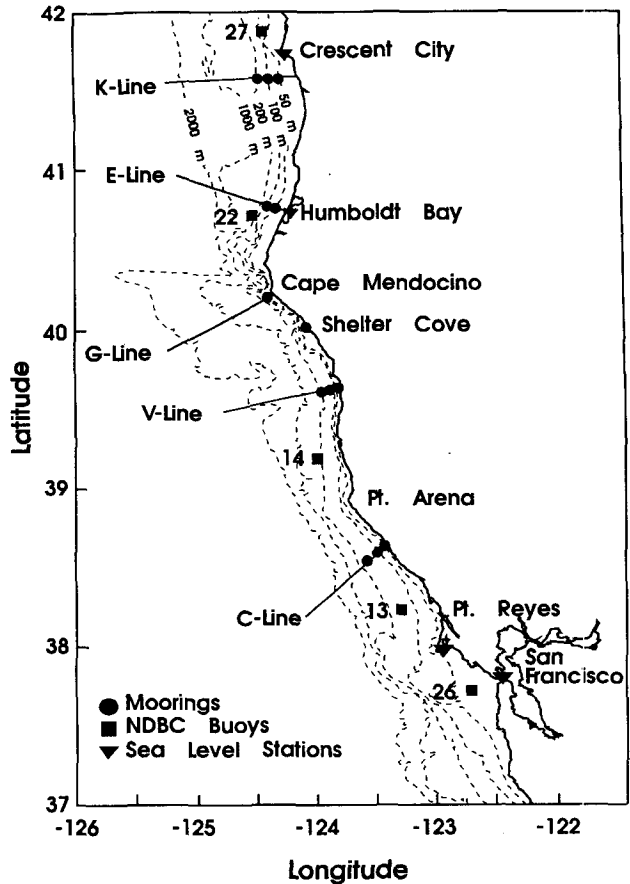 42
27
Crescent City
K-Line
50 m
100 m
200 m
1000 m
2000 m
41
E-Line
22
Humboldt Bay
Cape Mendocino
40
Shelter Cove
G-Line
V-Line
Latitude
14
39
Pt. Arena
C-Line
13
Pt. Reyes
38
San
Francisco
26
Moorings
NDBC Buoys
Sea Level Stations
37
-126
-125
-124
-123
-122
Longitude